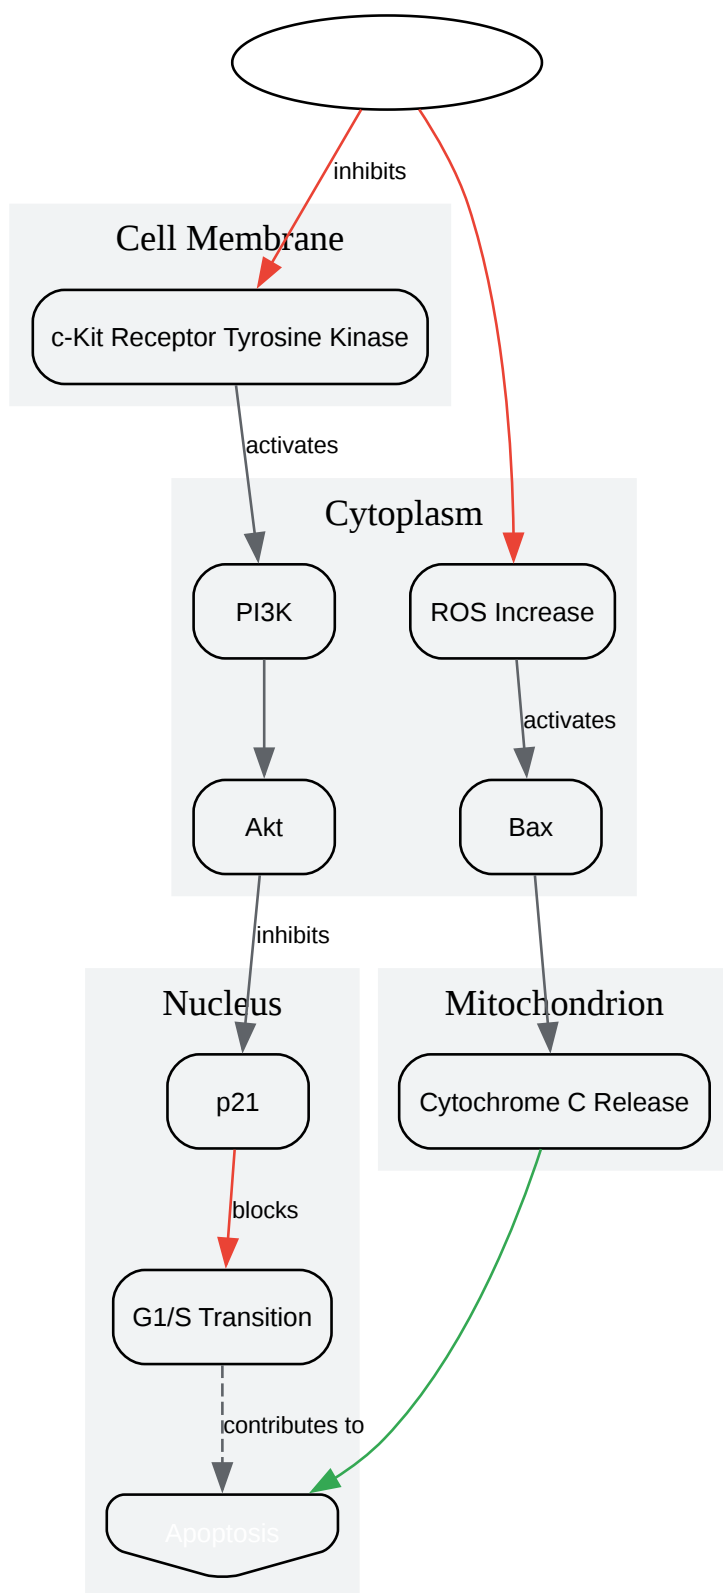 inhibits
Cell Membrane
c-Kit Receptor Tyrosine Kinase
activates
Cytoplasm
PI3K
ROS Increase
activates
Akt
Bax
inhibits
Nucleus
Mitochondrion
p21
Cytochrome C Release
blocks
G1/S Transition
contributes to
Apoptosis